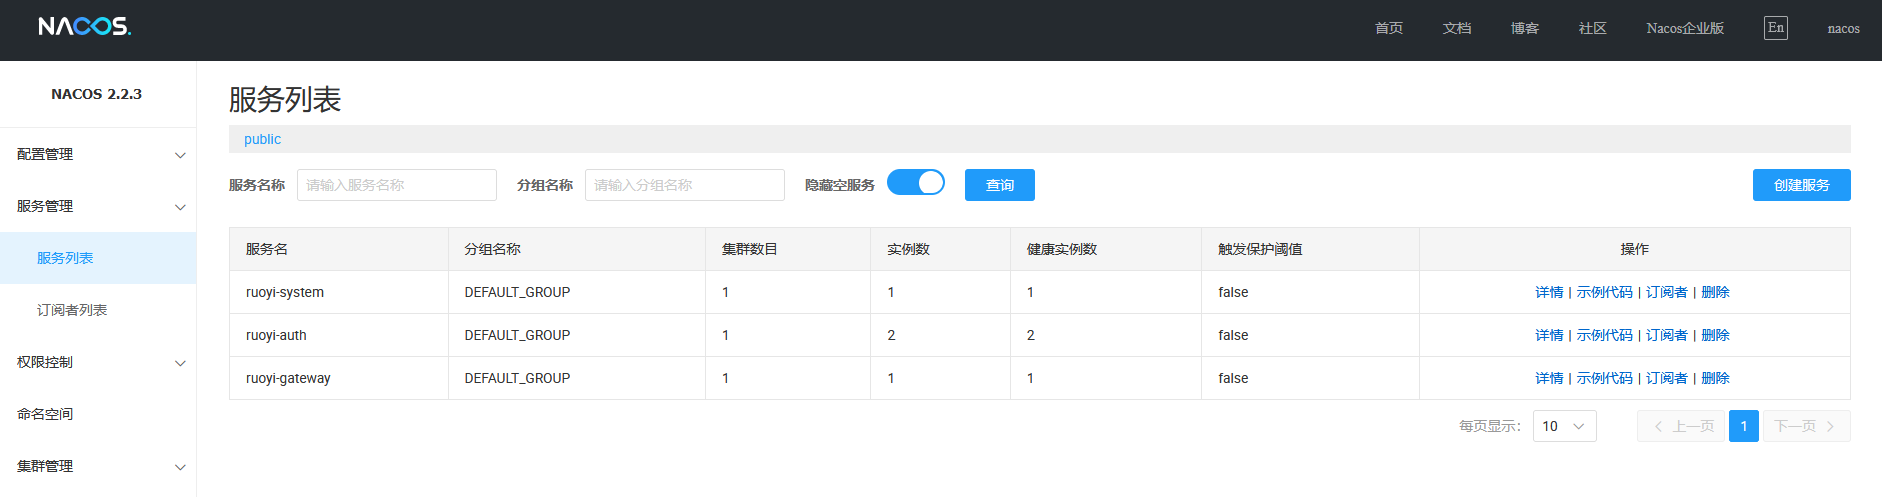 NACOS.
首页 文档 博客 社区 Nacos企业版 En nacos
NACOS 2.2.3
配置管理
服务管理
服务列表
订阅者列表
权限控制
命名空间
集群管理
服务列表
public
服务名称 请输入服务名称 分组名称 请输入分组名称 隐藏空服务 查询 创建服务
服务名 分组名称 集群数目 实例数 健康实例数 触发保护阈值 操作
ruoyi-system DEFAULT_GROUP 1 1 1 false 详情 | 示例代码 | 订阅者 | 删除
ruoyi-auth DEFAULT_GROUP 1 2 2 false 详情 | 示例代码 | 订阅者 | 删除
ruoyi-gateway DEFAULT_GROUP 1 1 1 false 详情 | 示例代码 | 订阅者 | 删除
每页显示: 10 上一页 1 下一页